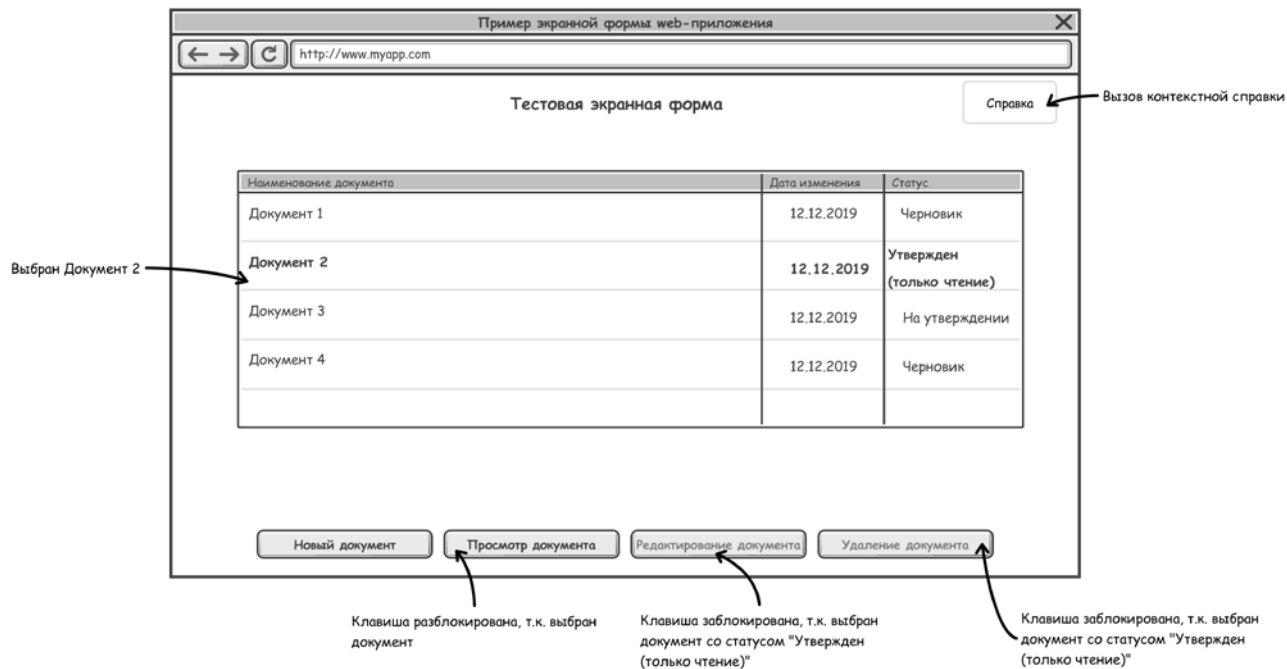 Пример экранной формы web-приложения
http://www.myapp.com
Тестовая экранная форма
Справка
Вызов контекстной справки
Наименование документа Дата изменения Статус
Документ 1 12.12.2019 Черновик
Выбран Документ 2
Документ 2 12.12.2019 Утвержден
(только чтение)
Документ 3 12.12.2019 На утверждении
Документ 4 12.12.2019 Черновик
Новый документ Просмотр документа Редактирование документа Удаление документа
Клавиша разблокирована, т.к. выбран
документ
Клавиша заблокирована, т.к. выбран
документ со статусом "Утвержден
(только чтение)"
Клавиша заблокирована, т.к. выбран
документ со статусом "Утвержден
(только чтение)"